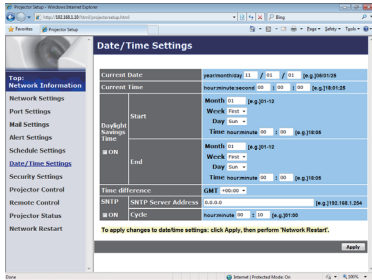 Projector Setup - Windows Internet Explorer
http://192.168.1.10/html/projector/setup.html
Bing
Favorites
Projector Setup
Page
Safety
Tools
Date/Time Settings
Top:
Network Information
Network Settings
Port Settings
Mail Settings
Alert Settings
Schedule Settings
Date/Time Settings
Security Settings
Projector Control
Remote Control
Projector Status
Network Restart
Current Date year/month/day 11 / 01 / 01 [e.g.]05/01/26
Current Time hour:minute:second 00 : 00 : 00 [e.g.]18:01:25
Daylight Savings Time
ON
Start
Month 01 [e.g.]01-12
Week First
Day Sun
Time hour:minute 00 : 00 [e.g.]18:06
End
Month 01 [e.g.]01-12
Week First
Day Sun
Time hour:minute 00 : 00 [e.g.]18:06
Time difference GMT +00:00
SNTP
ON
SNTP Server Address 0.0.0.0 [e.g.]192.168.1.254
Cycle hour:minute 00 : 10 [e.g.]01:00
To apply changes to date/time settings: click Apply, then perform 'Network Restart'.
Apply
Done
Internet | Protected Mode: On
100%